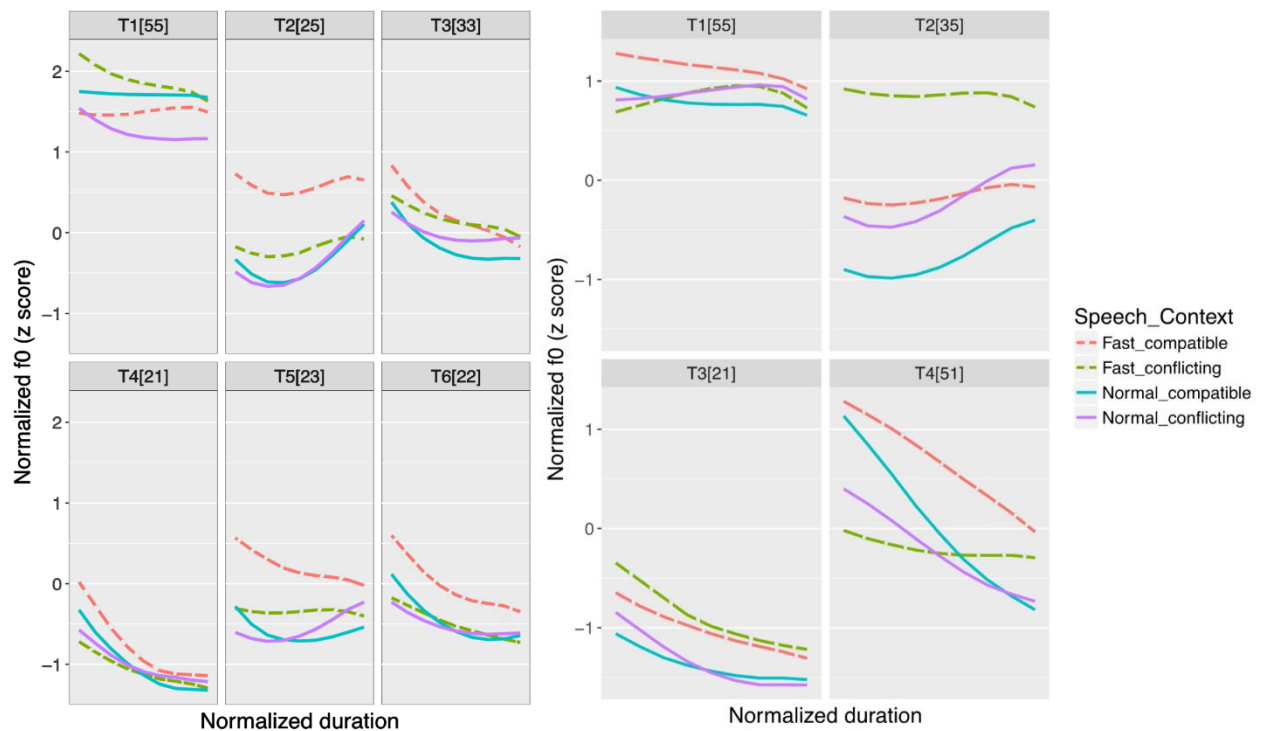 T1[55] T2[25] T3[33]
2
1
0
−1
T4[21] T5[23] T6[22]
2
1
0
−1
Normalized f0 (z score)
Normalized duration
T1[55] T2[35]
1
0
−1
T3[21] T4[51]
1
0
−1
Normalized f0 (z score)
Normalized duration
Speech_Context
Fast_compatible
Fast_conflicting
Normal_compatible
Normal_conflicting